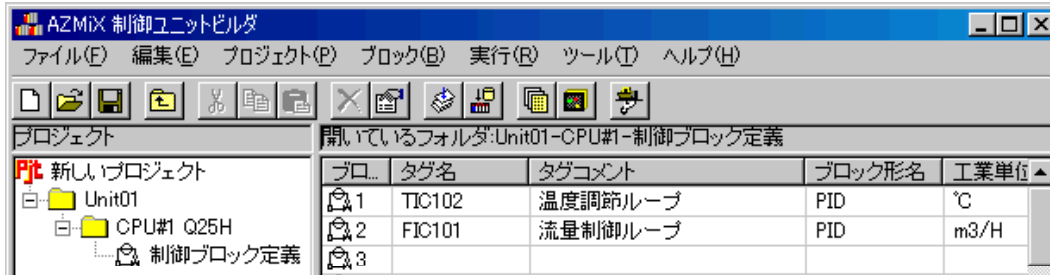 AZMiX 制御ユニットビルダ
ファイル(F) 編集(E) プロジェクト(P) ブロック(B) 実行(R) ツール(T) ヘルプ(H)
プロジェクト
開いているフォルダ:Unit01-CPU#1-制御ブロック定義
Pjt 新しいプロジェクト
Unit01
CPU#1 Q25H
制御ブロック定義
ブロ... タグ名 タグコメント ブロック形名 工業単位
1 TIC102 温度調節ループ PID ℃
2 FIC101 流量制御ループ PID m3/H
3